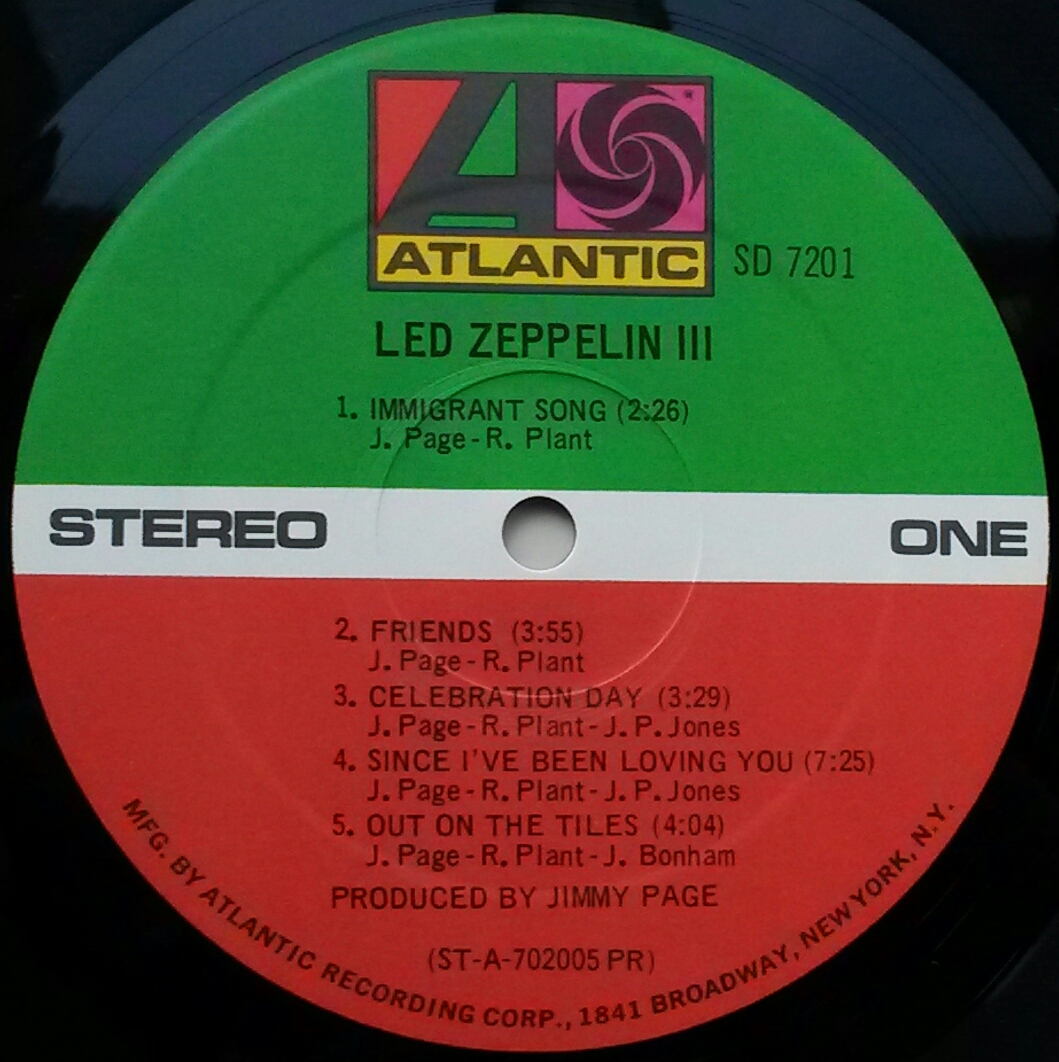 ATLANTIC
SD 7201
LED ZEPPELIN III
1. IMMIGRANT SONG (2:26)
J. Page-R. Plant
STEREO
ONE
2. FRIENDS (3:55)
J. Page-R. Plant
3. CELEBRATION DAY (3:29)
J. Page-R. Plant-J. P. Jones
4. SINCE I'VE BEEN LOVING YOU (7:25)
J. Page-R. Plant-J. P. Jones
5. OUT ON THE TILES (4:04)
J. Page-R. Plant-J. Bonham
PRODUCED BY JIMMY PAGE
(ST-A-702005 PR)
MFG. BY ATLANTIC RECORDING CORP., 1841 BROADWAY, NEW YORK, N.Y.